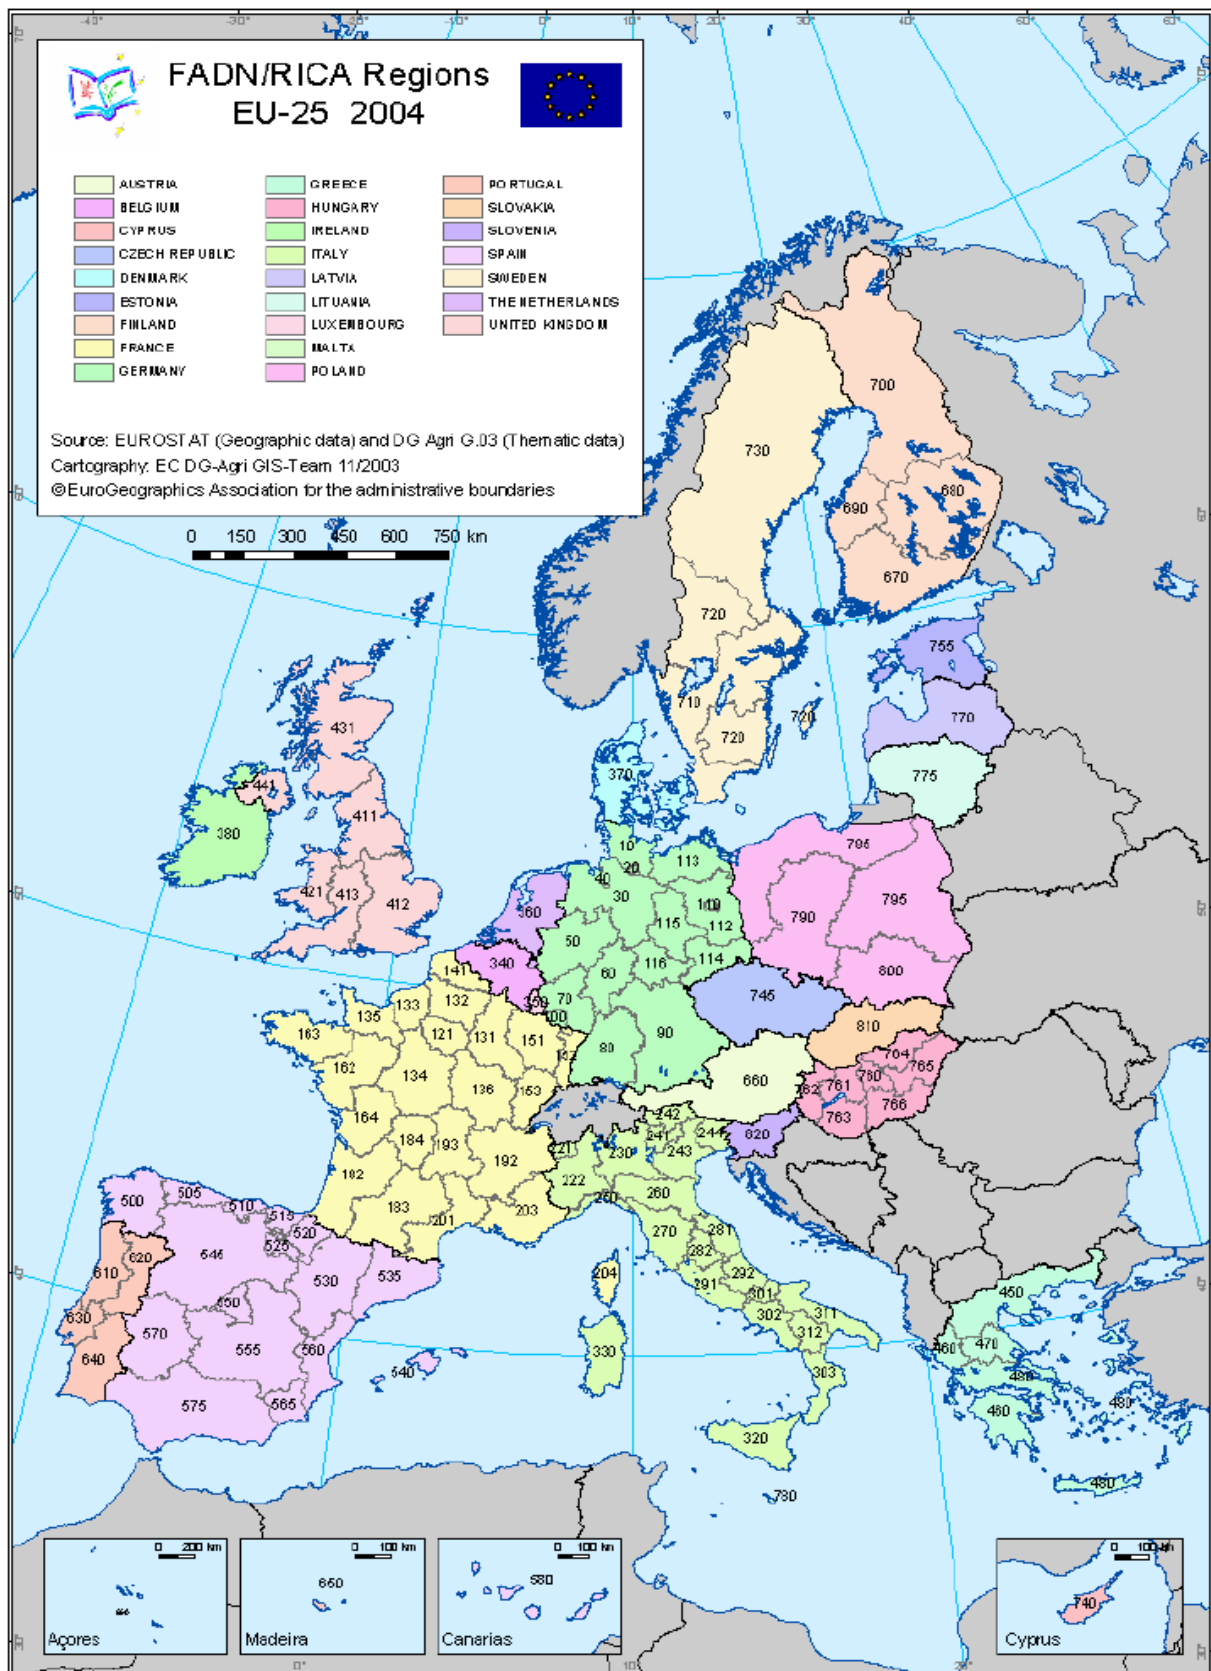 FADN/RICA Regions
EU-25 2004
AUSTRIA
BELGIUM
CYPRUS
CZECH REPUBLIC
DENMARK
ESTONIA
FINLAND
FRANCE
GERMANY
GREECE
HUNGARY
IRELAND
ITALY
LATVIA
LITUANIA
LUXEMBOURG
MALTA
POLAND
PORTUGAL
SLOVAKIA
SLOVENIA
SPAIN
SWEDEN
THE NETHERLANDS
UNITED KINGDOM
Source: EUROSTAT (Geographic data) and DG Agri G.03 (Thematic data)
Cartography: EC DG-Agri GIS-Team 11/2003
©EuroGeographics Association for the administrative boundaries
0 150 300 450 600 750 km
700
730
680
690
670
720
755
710
720
720
770
775
431
370
441
411
380
421
413
412
10
20
113
40
30
115
112
50
114
116
60
70
80
90
795
790
795
800
340
745
810
660
141
132
133
135
163
121
131
151
162
134
136
153
164
184
193
192
183
201
203
204
761
760
765
763
766
242
241
244
243
230
222
260
270
281
282
291
292
301
302
311
312
303
330
320
780
500
505
510
515
520
525
530
535
570
555
560
540
575
565
610
620
630
640
450
460
470
480
480
480
0 200 km
Açores
0 100 km
Madeira
0 100 km
580
Canarias
0 100 km
740
Cyprus